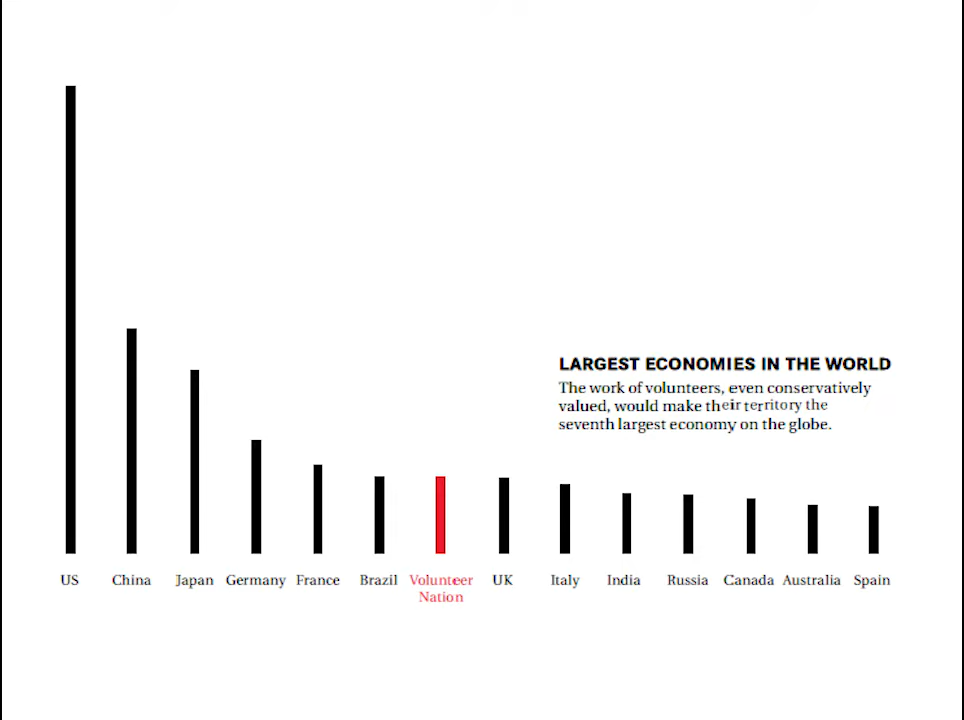 LARGEST ECONOMIES IN THE WORLD
The work of volunteers, even conservatively
valued, would make their territory the
seventh largest economy on the globe.
US China Japan Germany France Brazil Volunteer UK Italy India Russia Canada Australia Spain
Nation